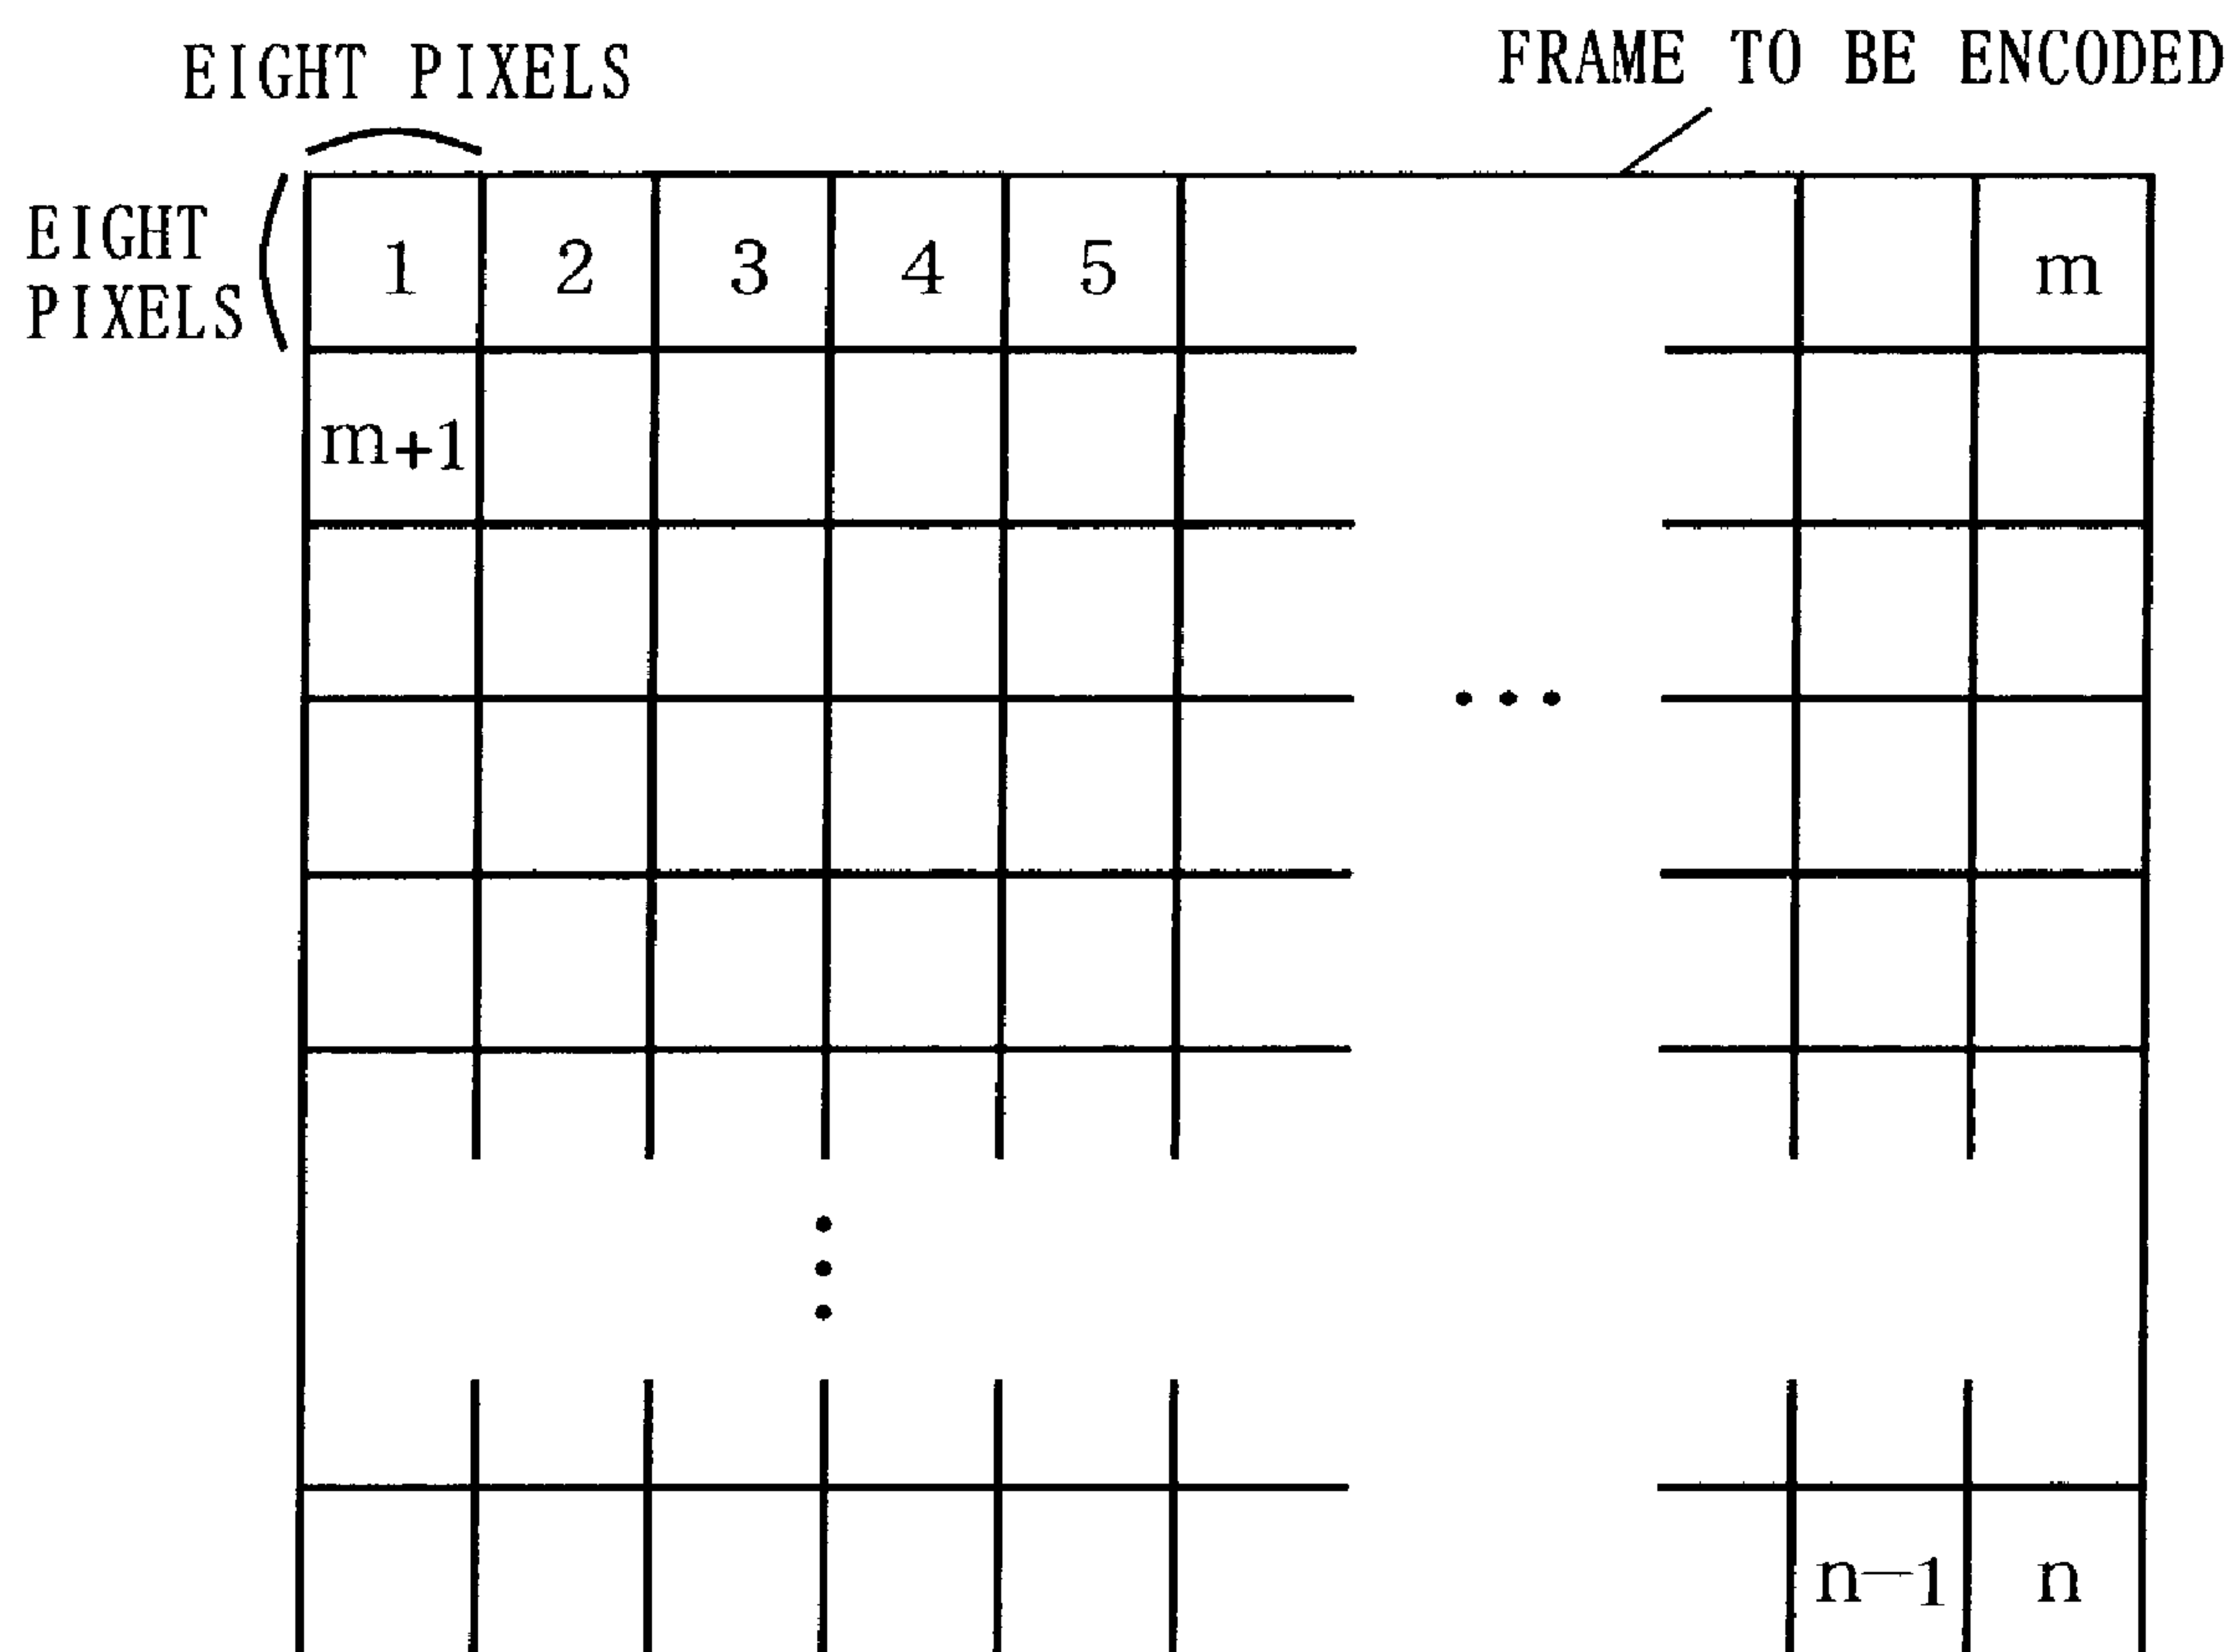 EIGHT PIXELS
FRAME TO BE ENCODED
EIGHT
PIXELS
1 2 3 4 5 m
m+1
n-1 n